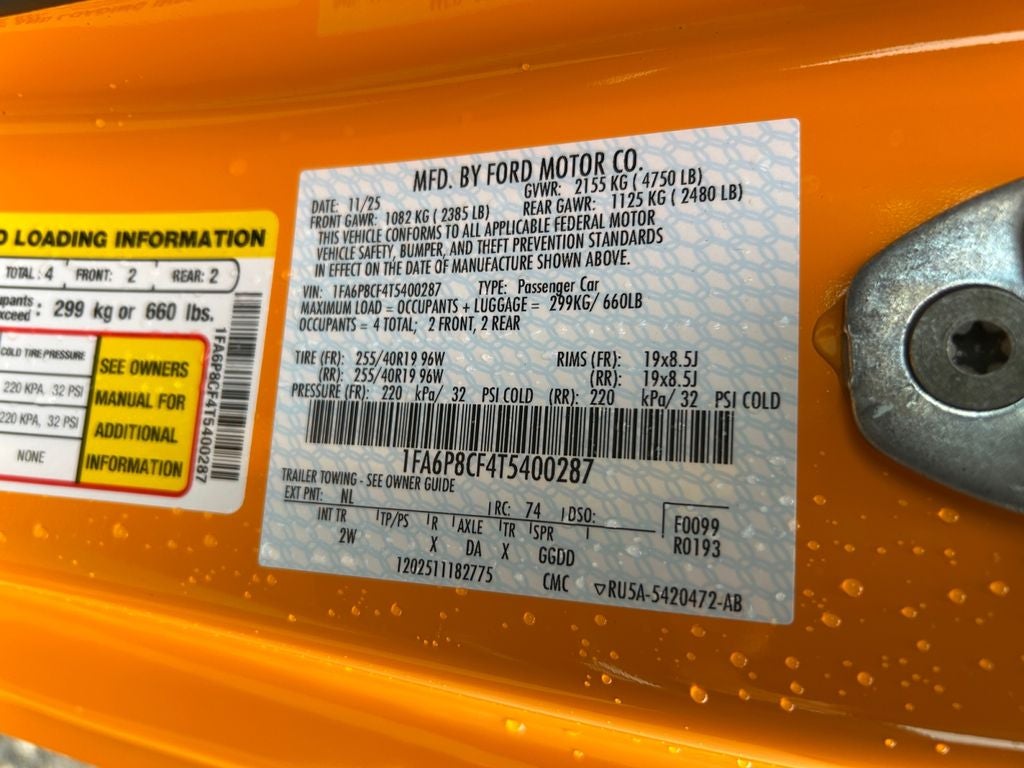 D LOADING INFORMATION
TOTAL: 4 FRONT: 2 REAR: 2
upants
exceed : 299 kg or 660 lbs.
COLD TIRE PRESSURE
220 KPA, 32 PSI
220 KPA, 32 PSI
NONE
SEE OWNERS
MANUAL FOR
ADDITIONAL
INFORMATION
1FA6P8CF4T5400287
MFD. BY FORD MOTOR CO.
DATE: 11/25 GVWR: 2155 KG ( 4750 LB)
FRONT GAWR: 1082 KG ( 2385 LB) REAR GAWR: 1125 KG ( 2480 LB)
THIS VEHICLE CONFORMS TO ALL APPLICABLE FEDERAL MOTOR
VEHICLE SAFETY, BUMPER, AND THEFT PREVENTION STANDARDS
IN EFFECT ON THE DATE OF MANUFACTURE SHOWN ABOVE.
VIN: 1FA6P8CF4T5400287 TYPE: Passenger Car
MAXIMUM LOAD = OCCUPANTS + LUGGAGE = 299KG/ 660LB
OCCUPANTS = 4 TOTAL; 2 FRONT, 2 REAR
TIRE (FR): 255/40R19 96W RIMS (FR): 19x8.5J
(RR): 255/40R19 96W (RR): 19x8.5J
PRESSURE (FR): 220 kPa/ 32 PSI COLD (RR): 220 kPa/ 32 PSI COLD
1FA6P8CF4T5400287
TRAILER TOWING - SEE OWNER GUIDE
EXT PNT: NL RC: 74 DSO: F0099
INT TR TP/PS R AXLE TR SPR R0193
2W X DA X GGDD
1202511182775 CMC ▽RU5A-5420472-AB